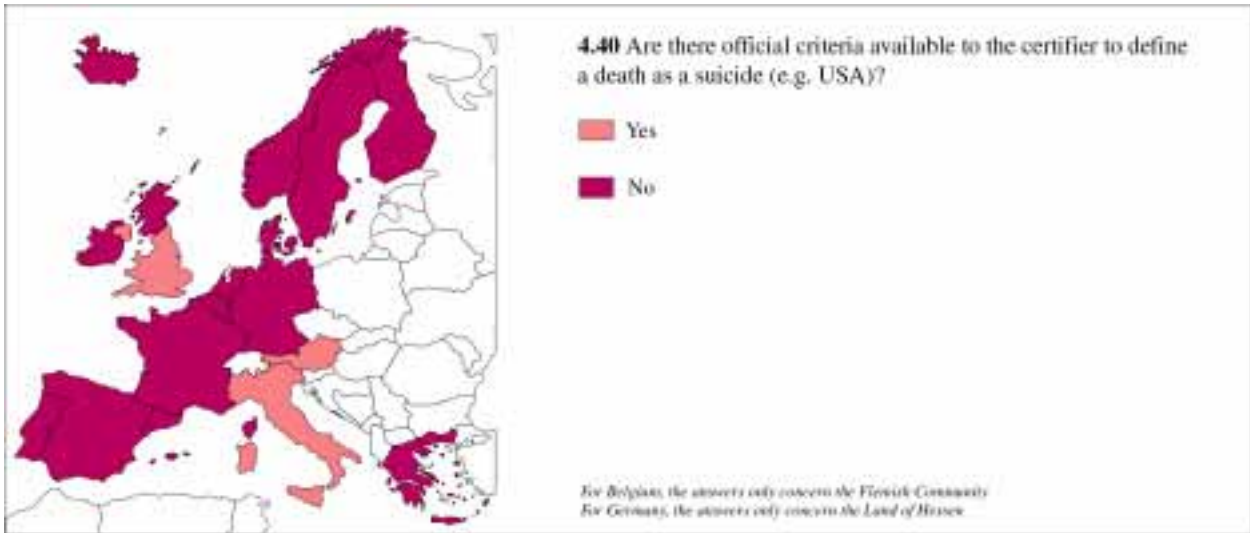 4.40 Are there official criteria available to the certifier to define
a death as a suicide (e.g. USA)?
Yes
No
For Belgium, the answers only concern the Flemish Community
For Germany, the answers only concern the Land of Hessen